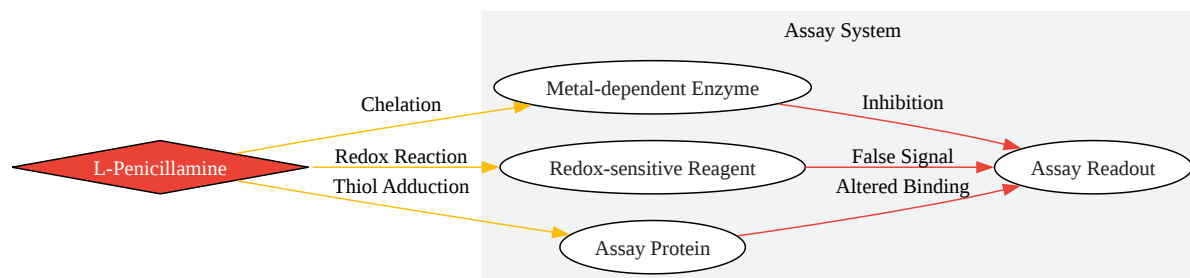 Assay System
Metal-dependent Enzyme
Chelation
Inhibition
L-Penicillamine
Redox Reaction
Redox-sensitive Reagent
False Signal
Assay Readout
Thiol Adduction
Altered Binding
Assay Protein